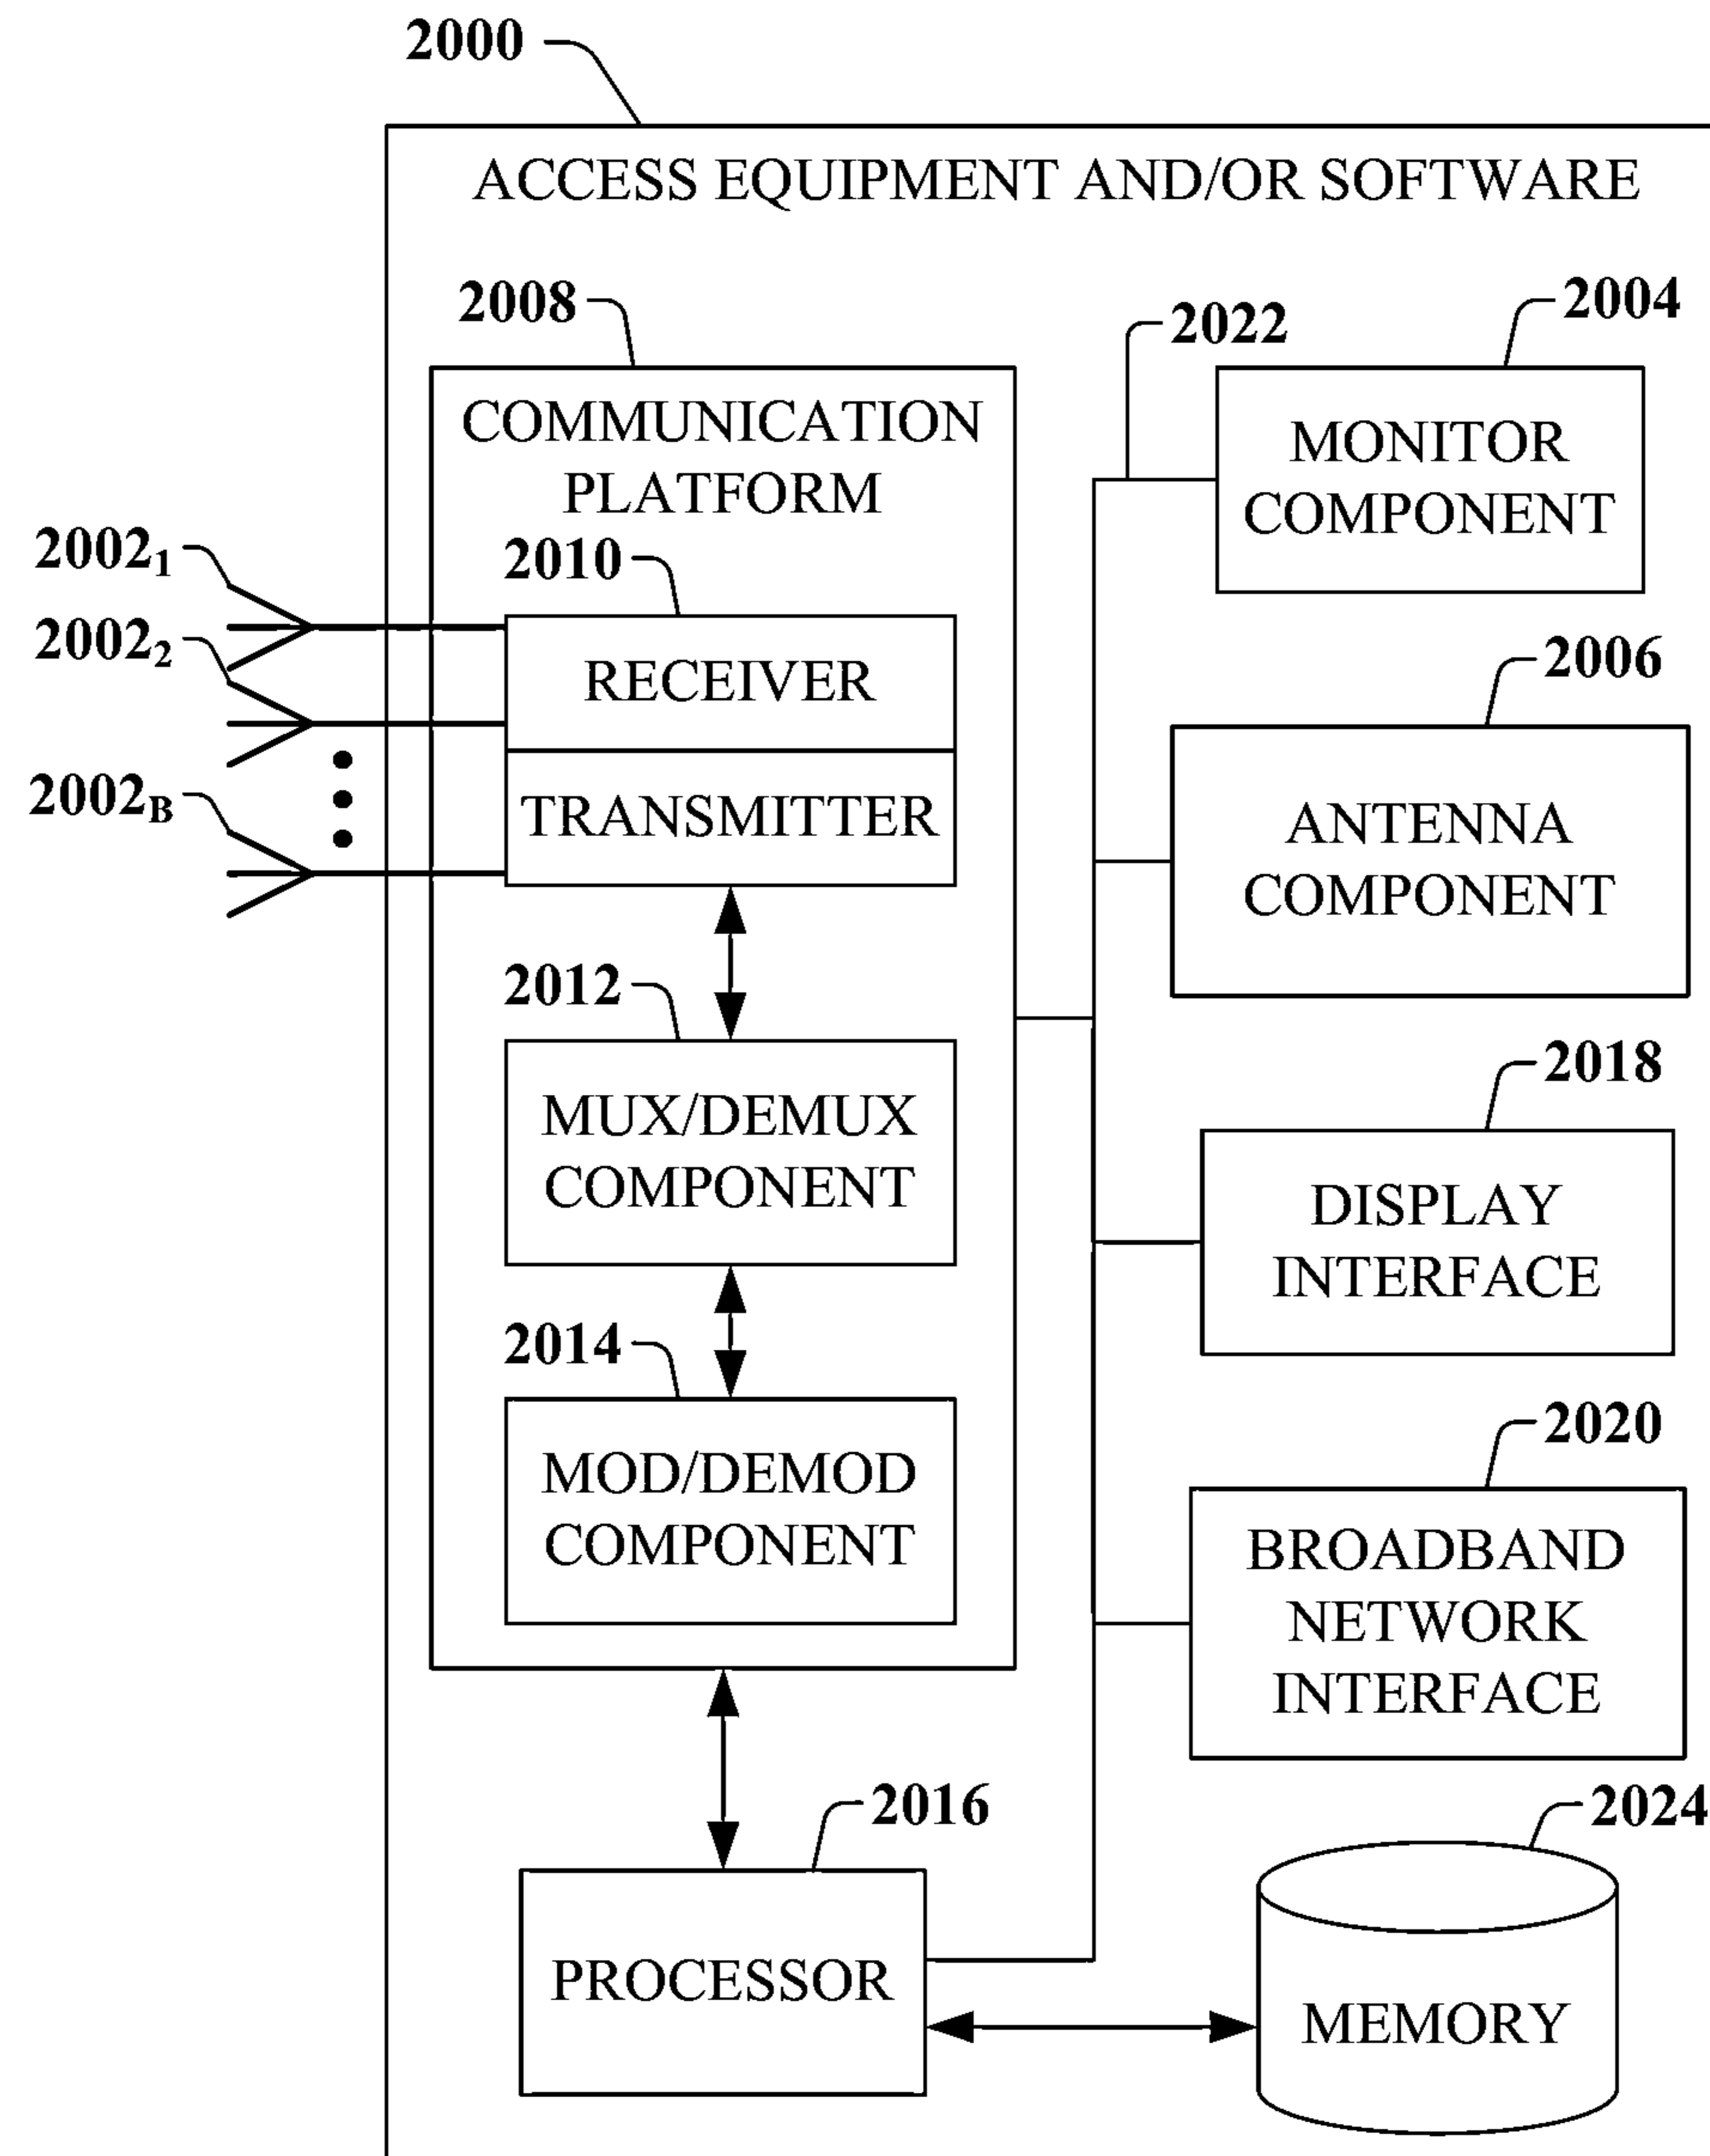 2000
ACCESS EQUIPMENT AND/OR SOFTWARE
2008
2022
2004
COMMUNICATION
PLATFORM
MONITOR
COMPONENT
2002₁
2010
2002₂
RECEIVER
2006
2002_B
TRANSMITTER
ANTENNA
COMPONENT
2012
MUX/DEMUX
COMPONENT
2018
DISPLAY
INTERFACE
2014
MOD/DEMOD
COMPONENT
2020
BROADBAND
NETWORK
INTERFACE
2016
PROCESSOR
2024
MEMORY